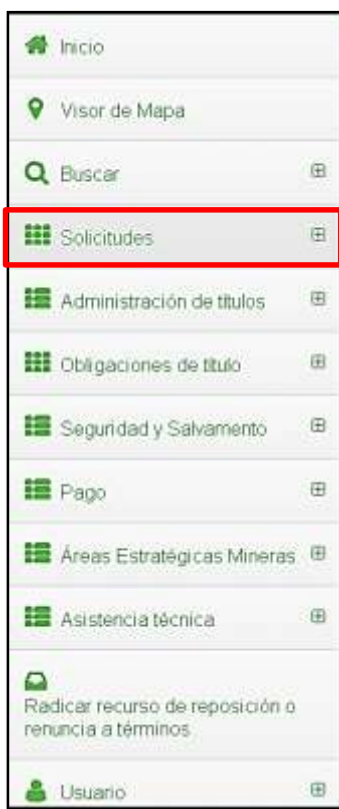 Inicio
Visor de Mapa
Buscar
Solicitudes
Administración de títulos
Obligaciones de título
Seguridad y Salvamento
Pago
Áreas Estratégicas Mineras
Asistencia técnica
Radicar recurso de reposición o
renuncia a términos
Usuario